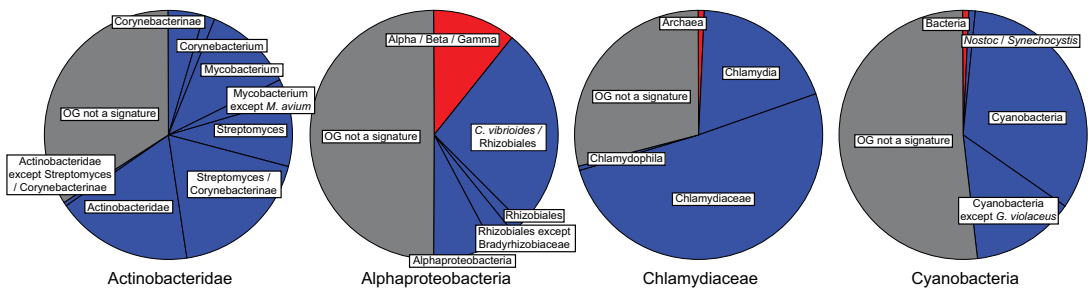 Corynebacterinae
Corynebacterium
Mycobacterium
Mycobacterium
except M. avium
OG not a signature
Streptomyces
Actinobacteridae
except Streptomyces
/ Corynebacterinae
Streptomyces /
Corynebacterinae
Actinobacteridae
Actinobacteridae
Alpha / Beta / Gamma
C. vibrioides /
Rhizobiales
OG not a signature
Rhizobiales
Rhizobiales except
Bradyrhizobiaceae
Alphaproteobacteria
Alphaproteobacteria
Archaea
Chlamydia
OG not a signature
Chlamydophila
Chlamydiaceae
Chlamydiaceae
Bacteria
Nostoc / Synechocystis
Cyanobacteria
OG not a signature
Cyanobacteria
except G. violaceus
Cyanobacteria